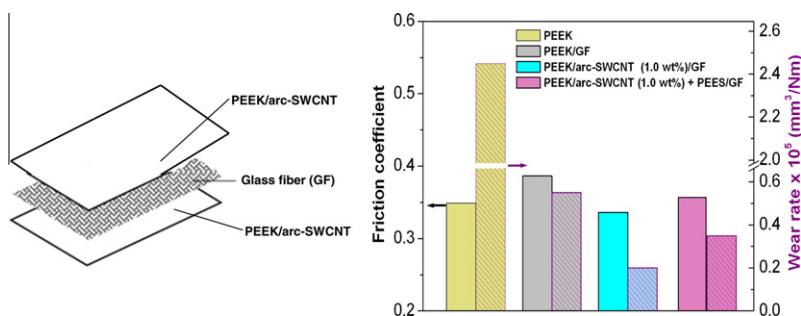 PEEK/arc-SWCNT
Glass fiber (GF)
PEEK/arc-SWCNT
Friction coefficient
0.6
0.5
0.4
0.3
0.2
PEEK
PEEK/GF
PEEK/arc-SWCNT (1.0 wt%)/GF
PEEK/arc-SWCNT (1.0 wt%) + PEES/GF
2.6
2.4
2.2
2.0
0.6
0.4
0.2
0.0
Wear rate x 10⁵ (mm³/Nm)